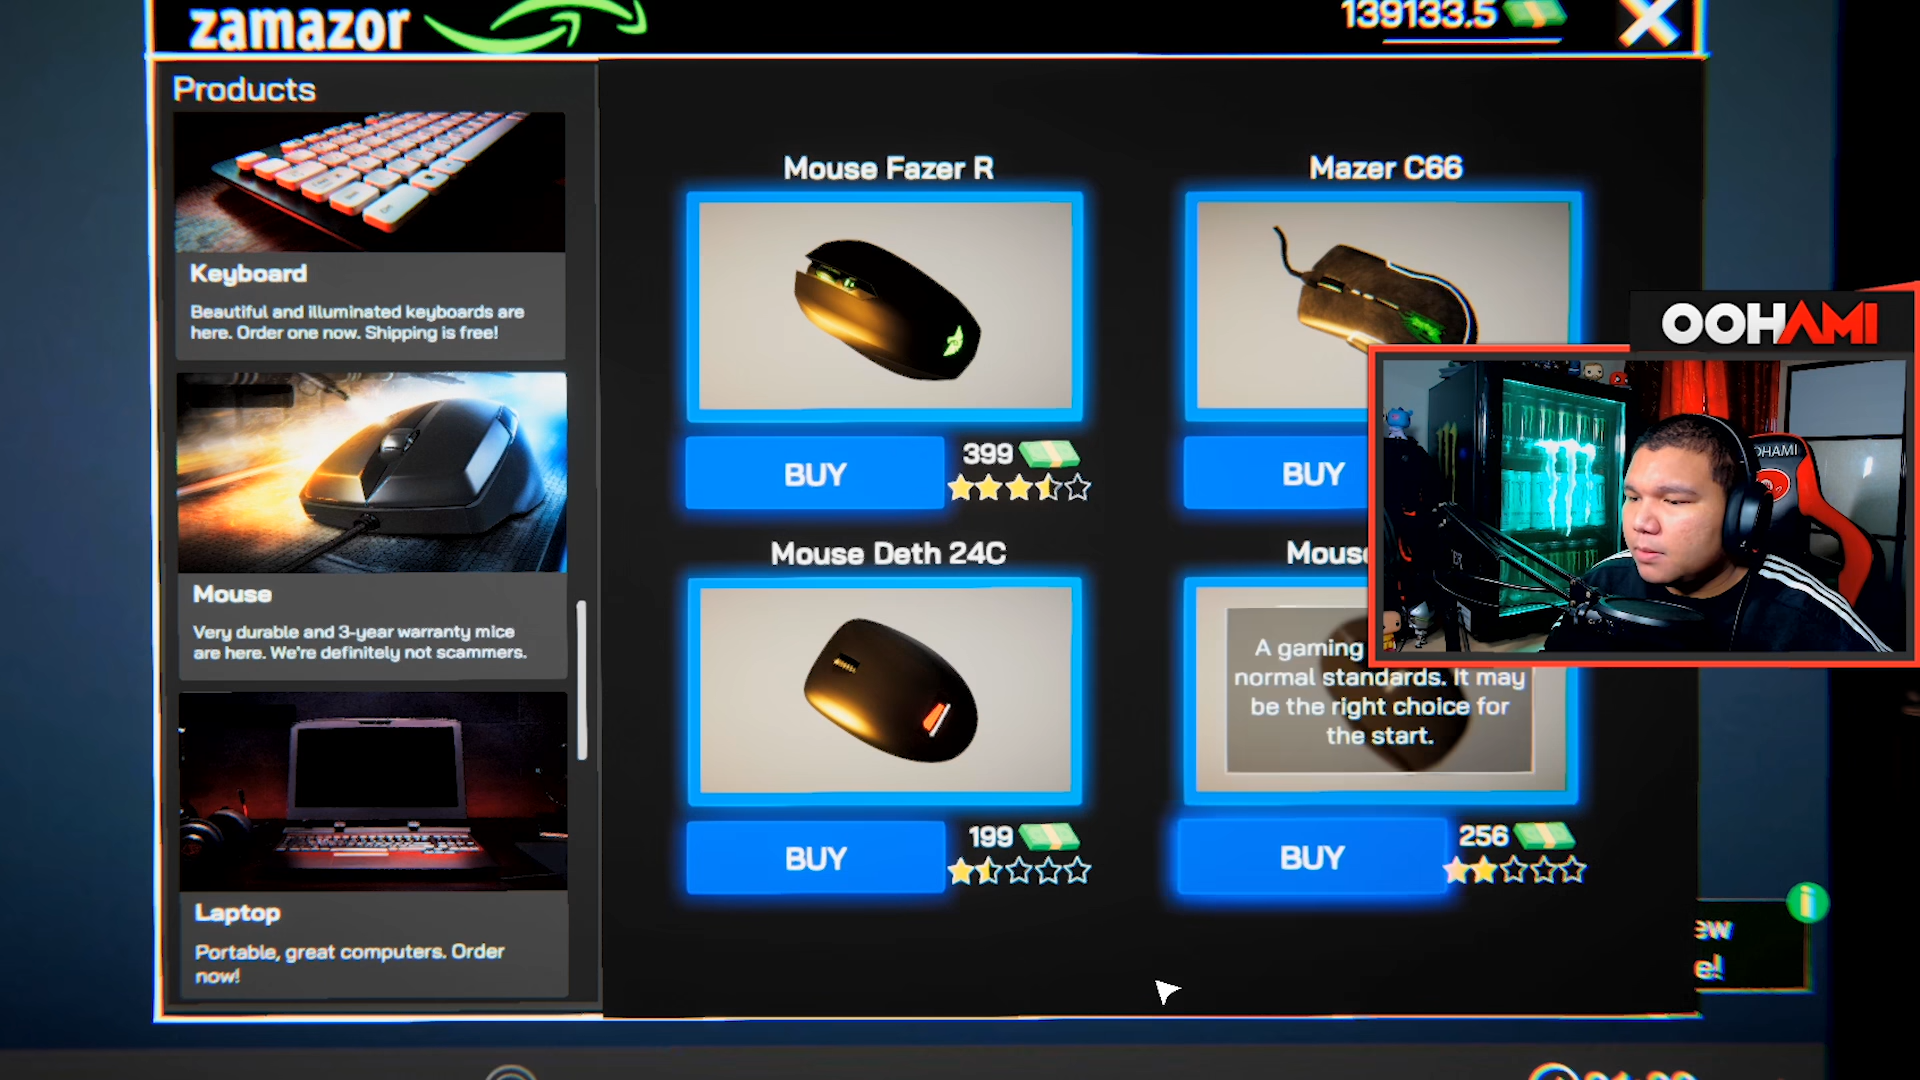 zamazor
139133.5
Products
Keyboard
Beautiful and illuminated keyboards are
here. Order one now. Shipping is free!
Mouse
Very durable and 3-year warranty mice
are here. We're definitely not scammers.
Laptop
Portable, great computers. Order
now!
Mouse Fazer R
BUY
399
Mazer C66
BUY
Mouse Deth 24C
BUY
199
A gaming
normal standards. It may
be the right choice for
the start.
BUY
256
OOHAMI
OHAMI